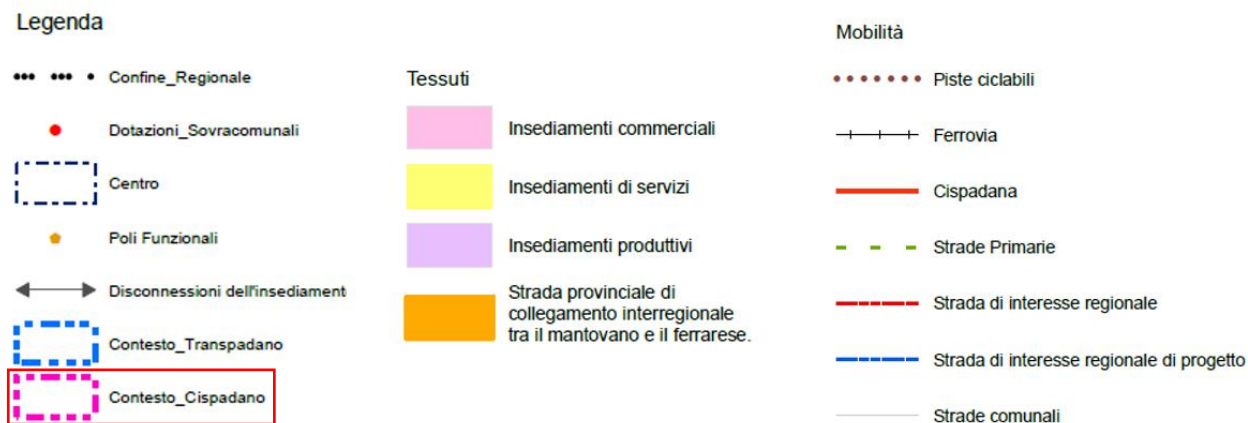 Legenda
Confine_Regionale
Dotazioni_Sovracomunali
Centro
Poli Funzionali
Disconnessioni dell'insediament
Contesto_Transpadano
Contesto_Cispadano
Tessuti
Insediamenti commerciali
Insediamenti di servizi
Insediamenti produttivi
Strada provinciale di
collegamento interregionale
tra il mantovano e il ferrarese.
Mobilità
Piste ciclabili
Ferrovia
Cispadana
Strade Primarie
Strada di interesse regionale
Strada di interesse regionale di progetto
Strade comunali